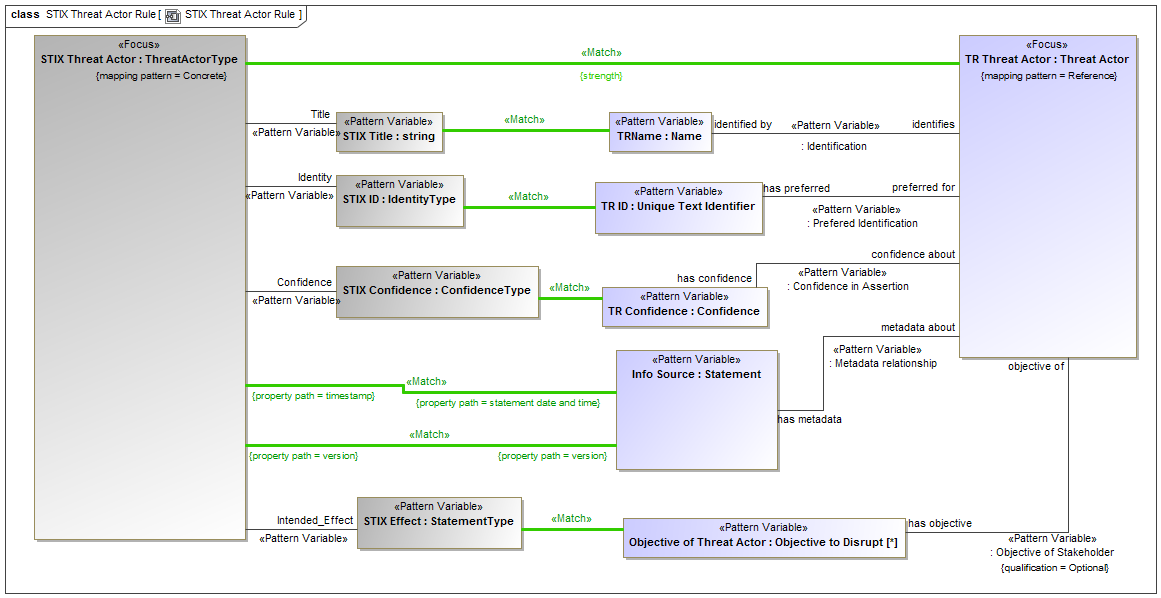 class STIX Threat Actor Rule [ STIX Threat Actor Rule ]
«Focus»
STIX Threat Actor : ThreatActorType
{mapping pattern = Concrete}
«Match»
{strength}
«Focus»
TR Threat Actor : Threat Actor
{mapping pattern = Reference}
Title
«Pattern Variable»
«Pattern Variable»
STIX Title : string
«Match»
«Pattern Variable»
TRName : Name
identified by
«Pattern Variable»
: Identification
identifies
Identity
«Pattern Variable»
«Pattern Variable»
STIX ID : IdentityType
«Match»
«Pattern Variable»
TR ID : Unique Text Identifier
has preferred
preferred for
«Pattern Variable»
: Prefered Identification
Confidence
«Pattern Variable»
«Pattern Variable»
STIX Confidence : ConfidenceType
«Match»
«Pattern Variable»
TR Confidence : Confidence
has confidence
confidence about
«Pattern Variable»
: Confidence in Assertion
metadata about
«Pattern Variable»
: Metadata relationship
has metadata
«Pattern Variable»
Info Source : Statement
«Match»
{property path = timestamp}
{property path = statement date and time}
«Match»
{property path = version}
{property path = version}
objective of
Intended_Effect
«Pattern Variable»
«Pattern Variable»
STIX Effect : StatementType
«Match»
«Pattern Variable»
Objective of Threat Actor : Objective to Disrupt [*]
has objective
«Pattern Variable»
: Objective of Stakeholder
{qualification = Optional}